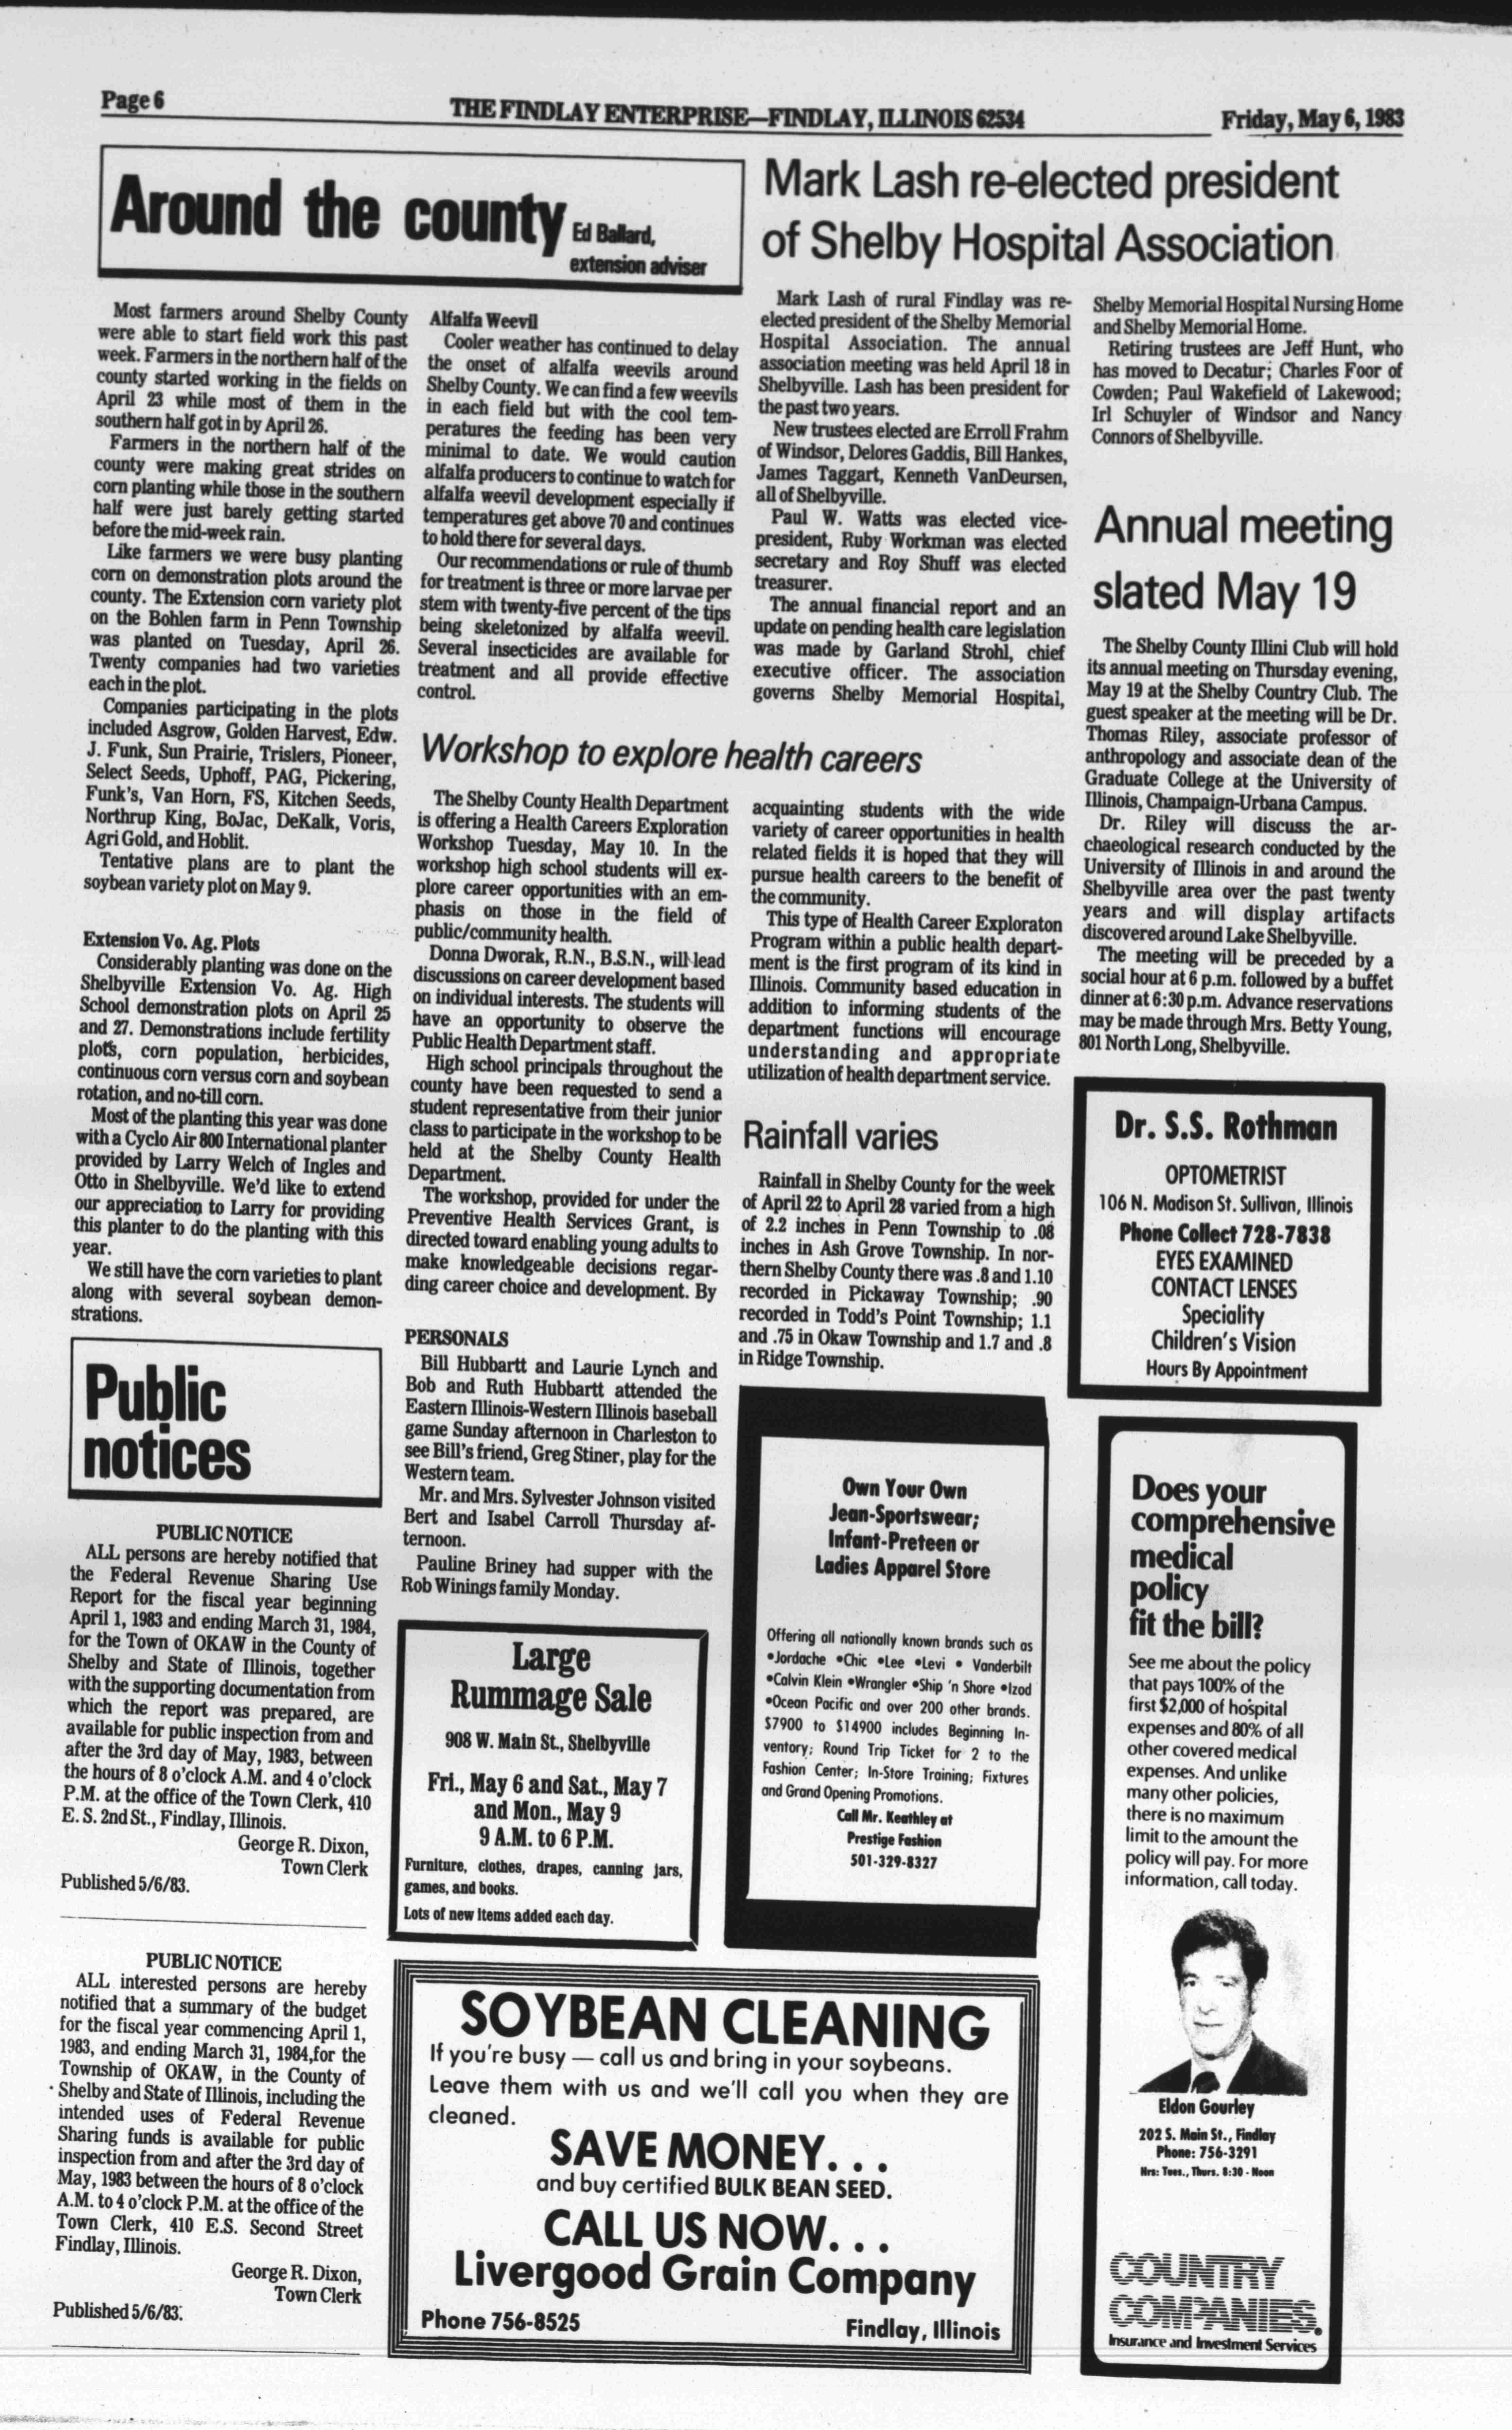 Page 6
THE FINDLAY ENTERPRISE—FINDLAY, ILLINOIS 62534
Friday, May 6, 1983
Around the county
Ed Ballard,
extension adviser
Most farmers around Shelby County
were able to start field work this past
week. Farmers in the northern half of the
county started working in the fields on
April 23 while most of them in the
southern half got in by April 26.
Farmers in the northern half of the
county were making great strides on
corn planting while those in the southern
half were just barely getting started
before the mid-week rain.
Like farmers we were busy planting
corn on demonstration plots around the
county. The Extension corn variety plot
on the Bohlen farm in Penn Township
was planted on Tuesday, April 26.
Twenty companies had two varieties
each in the plot.
Companies participating in the plots
included Asgrow, Golden Harvest, Edw.
J. Funk, Sun Prairie, Trislers, Pioneer,
Select Seeds, Uphoff, PAG, Pickering,
Funk's, Van Horn, FS, Kitchen Seeds,
Northrup King, BoJac, DeKalk, Voris,
Agri Gold, and Hoblit.
Tentative plans are to plant the
soybean variety plot on May 9.
Extension Vo. Ag. Plots
Considerably planting was done on the
Shelbyville Extension Vo. Ag. High
School demonstration plots on April 25
and 27. Demonstrations include fertility
plots, corn population, herbicides,
continuous corn versus corn and soybean
rotation, and no-till corn.
Most of the planting this year was done
with a Cyclo Air 800 International planter
provided by Larry Welch of Ingles and
Otto in Shelbyville. We'd like to extend
our appreciation to Larry for providing
this planter to do the planting with this
year.
We still have the corn varieties to plant
along with several soybean demon-
strations.
Alfalfa Weevil
Cooler weather has continued to delay
the onset of alfalfa weevils around
Shelby County. We can find a few weevils
in each field but with the cool tem-
peratures the feeding has been very
minimal to date. We would caution
alfalfa producers to continue to watch for
alfalfa weevil development especially if
temperatures get above 70 and continues
to hold there for several days.
Our recommendations or rule of thumb
for treatment is three or more larvae per
stem with twenty-five percent of the tips
being skeletonized by alfalfa weevil.
Several insecticides are available for
treatment and all provide effective
control.
Mark Lash re-elected president
of Shelby Hospital Association
Mark Lash of rural Findlay was re-
elected president of the Shelby Memorial
Hospital Association. The annual
association meeting was held April 18 in
Shelbyville. Lash has been president for
the past two years.
New trustees elected are Erroll Frahm
of Windsor, Delores Gaddis, Bill Hankes,
James Taggart, Kenneth VanDeursen,
all of Shelbyville.
Paul W. Watts was elected vice-
president, Ruby Workman was elected
secretary and Roy Shuff was elected
treasurer.
The annual financial report and an
update on pending health care legislation
was made by Garland Strohl, chief
executive officer. The association
governs Shelby Memorial Hospital,
Shelby Memorial Hospital Nursing Home
and Shelby Memorial Home.
Retiring trustees are Jeff Hunt, who
has moved to Decatur; Charles Foor of
Cowden; Paul Wakefield of Lakewood;
Irl Schuyler of Windsor and Nancy
Connors of Shelbyville.
Annual meeting
slated May 19
The Shelby County Illini Club will hold
its annual meeting on Thursday evening,
May 19 at the Shelby Country Club. The
guest speaker at the meeting will be Dr.
Thomas Riley, associate professor of
anthropology and associate dean of the
Graduate College at the University of
Illinois, Champaign-Urbana Campus.
Dr. Riley will discuss the ar-
chaeological research conducted by the
University of Illinois in and around the
Shelbyville area over the past twenty
years and will display artifacts
discovered around Lake Shelbyville.
The meeting will be preceded by a
social hour at 6 p.m. followed by a buffet
dinner at 6:30 p.m. Advance reservations
may be made through Mrs. Betty Young,
801 North Long, Shelbyville.
Workshop to explore health careers
The Shelby County Health Department
is offering a Health Careers Exploration
Workshop Tuesday, May 10. In the
workshop high school students will ex-
plore career opportunities with an em-
phasis on those in the field of
public/community health.
Donna Dworak, R.N., B.S.N., will lead
discussions on career development based
on individual interests. The students will
have an opportunity to observe the
Public Health Department staff.
High school principals throughout the
county have been requested to send a
student representative from their junior
class to participate in the workshop to be
held at the Shelby County Health
Department.
The workshop, provided for under the
Preventive Health Services Grant, is
directed toward enabling young adults to
make knowledgeable decisions regar-
ding career choice and development. By
acquainting students with the wide
variety of career opportunities in health
related fields it is hoped that they will
pursue health careers to the benefit of
the community.
This type of Health Career Exploraton
Program within a public health depart-
ment is the first program of its kind in
Illinois. Community based education in
addition to informing students of the
department functions will encourage
understanding and appropriate
utilization of health department service.
Rainfall varies
Rainfall in Shelby County for the week
of April 22 to April 28 varied from a high
of 2.2 inches in Penn Township to .08
inches in Ash Grove Township. In nor-
thern Shelby County there was .8 and 1.10
recorded in Pickaway Township; .90
recorded in Todd's Point Township; 1.1
and .75 in Okaw Township and 1.7 and .8
in Ridge Township.
Dr. S.S. Rothman
OPTOMETRIST
106 N. Madison St. Sullivan, Illinois
Phone Collect 728-7838
EYES EXAMINED
CONTACT LENSES
Speciality
Children's Vision
Hours By Appointment
Public
notices
PUBLIC NOTICE
ALL persons are hereby notified that
the Federal Revenue Sharing Use
Report for the fiscal year beginning
April 1, 1983 and ending March 31, 1984,
for the Town of OKAW in the County of
Shelby and State of Illinois, together
with the supporting documentation from
which the report was prepared, are
available for public inspection from and
after the 3rd day of May, 1983, between
the hours of 8 o'clock A.M. and 4 o'clock
P.M. at the office of the Town Clerk, 410
E. S. 2nd St., Findlay, Illinois.
George R. Dixon,
Town Clerk
Published 5/6/83.
PUBLIC NOTICE
ALL interested persons are hereby
notified that a summary of the budget
for the fiscal year commencing April 1,
1983, and ending March 31, 1984,for the
Township of OKAW, in the County of
Shelby and State of Illinois, including the
intended uses of Federal Revenue
Sharing funds is available for public
inspection from and after the 3rd day of
May, 1983 between the hours of 8 o'clock
A.M. to 4 o'clock P.M. at the office of the
Town Clerk, 410 E.S. Second Street
Findlay, Illinois.
George R. Dixon,
Town Clerk
Published 5/6/83.
PERSONALS
Bill Hubbartt and Laurie Lynch and
Bob and Ruth Hubbartt attended the
Eastern Illinois-Western Illinois baseball
game Sunday afternoon in Charleston to
see Bill's friend, Greg Stiner, play for the
Western team.
Mr. and Mrs. Sylvester Johnson visited
Bert and Isabel Carroll Thursday af-
ternoon.
Pauline Briney had supper with the
Rob Winings family Monday.
Large
Rummage Sale
908 W. Main St., Shelbyville
Fri., May 6 and Sat., May 7
and Mon., May 9
9 A.M. to 6 P.M.
Furniture, clothes, drapes, canning jars,
games, and books.
Lots of new items added each day.
Own Your Own
Jean-Sportswear;
Infant-Preteen or
Ladies Apparel Store
Offering all nationally known brands such as
•Jordache •Chic •Lee •Levi • Vanderbilt
•Calvin Klein •Wrangler •Ship 'n Shore •Izod
•Ocean Pacific and over 200 other brands.
$7900 to $14900 includes Beginning In-
ventory; Round Trip Ticket for 2 to the
Fashion Center; In-Store Training; Fixtures
and Grand Opening Promotions.
Call Mr. Keathley at
Prestige Fashion
501-329-8327
SOYBEAN CLEANING
If you're busy — call us and bring in your soybeans.
Leave them with us and we'll call you when they are
cleaned.
SAVE MONEY. . .
and buy certified BULK BEAN SEED.
CALL US NOW. . .
Livergood Grain Company
Phone 756-8525
Findlay, Illinois
Does your
comprehensive
medical
policy
fit the bill?
See me about the policy
that pays 100% of the
first $2,000 of hospital
expenses and 80% of all
other covered medical
expenses. And unlike
many other policies,
there is no maximum
limit to the amount the
policy will pay. For more
information, call today.
Eldon Gourley
202 S. Main St., Findlay
Phone: 756-3291
Hrs: Tues., Thurs. 8:30 - Noon
COUNTRY
COMPANIES®
Insurance and Investment Services